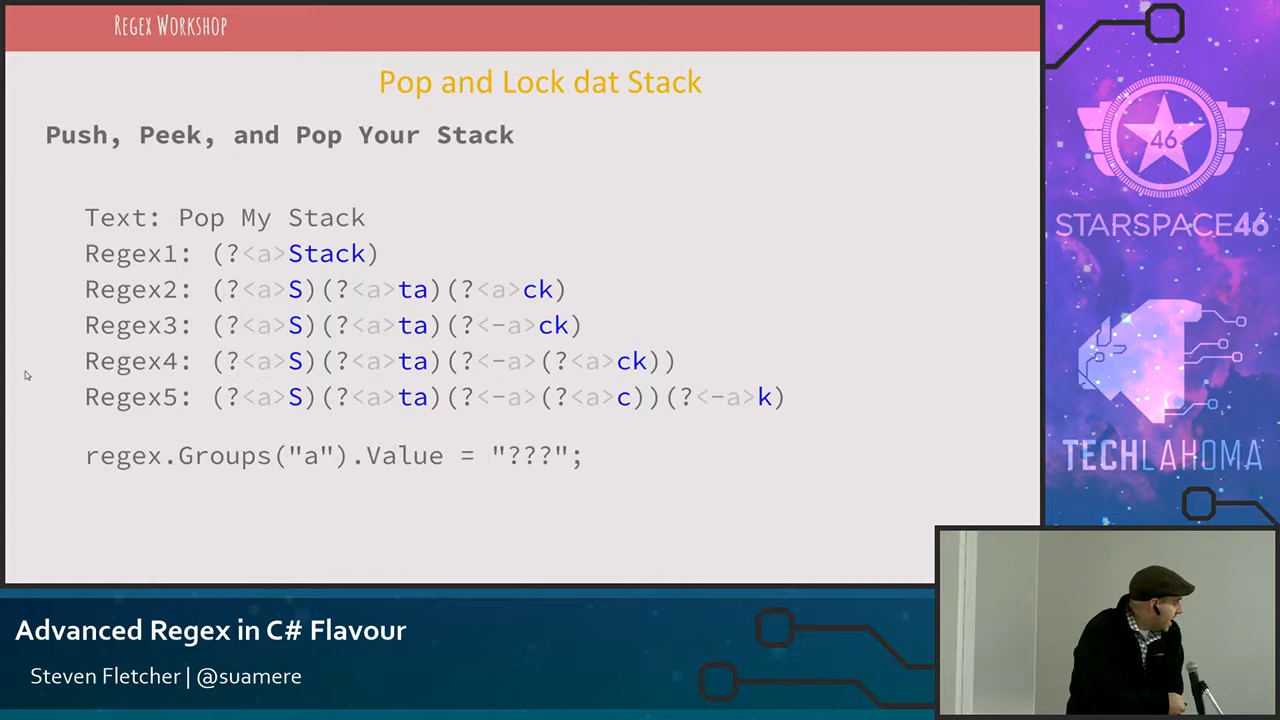 Regex Workshop
Pop and Lock dat Stack
Push, Peek, and Pop Your Stack
Text: Pop My Stack
Regex1: (?<a>Stack)
Regex2: (?<a>S)(?<a>ta)(?<a>ck)
Regex3: (?<a>S)(?<a>ta)(?<-a>ck)
Regex4: (?<a>S)(?<a>ta)(?<-a>(?<a>ck))
Regex5: (?<a>S)(?<a>ta)(?<-a>(?<a>c))(?<-a>k)
regex.Groups("a").Value = "???";
46
STARSPACE46
TECHLAHOMA
Advanced Regex in C# Flavour
Steven Fletcher | @suamere